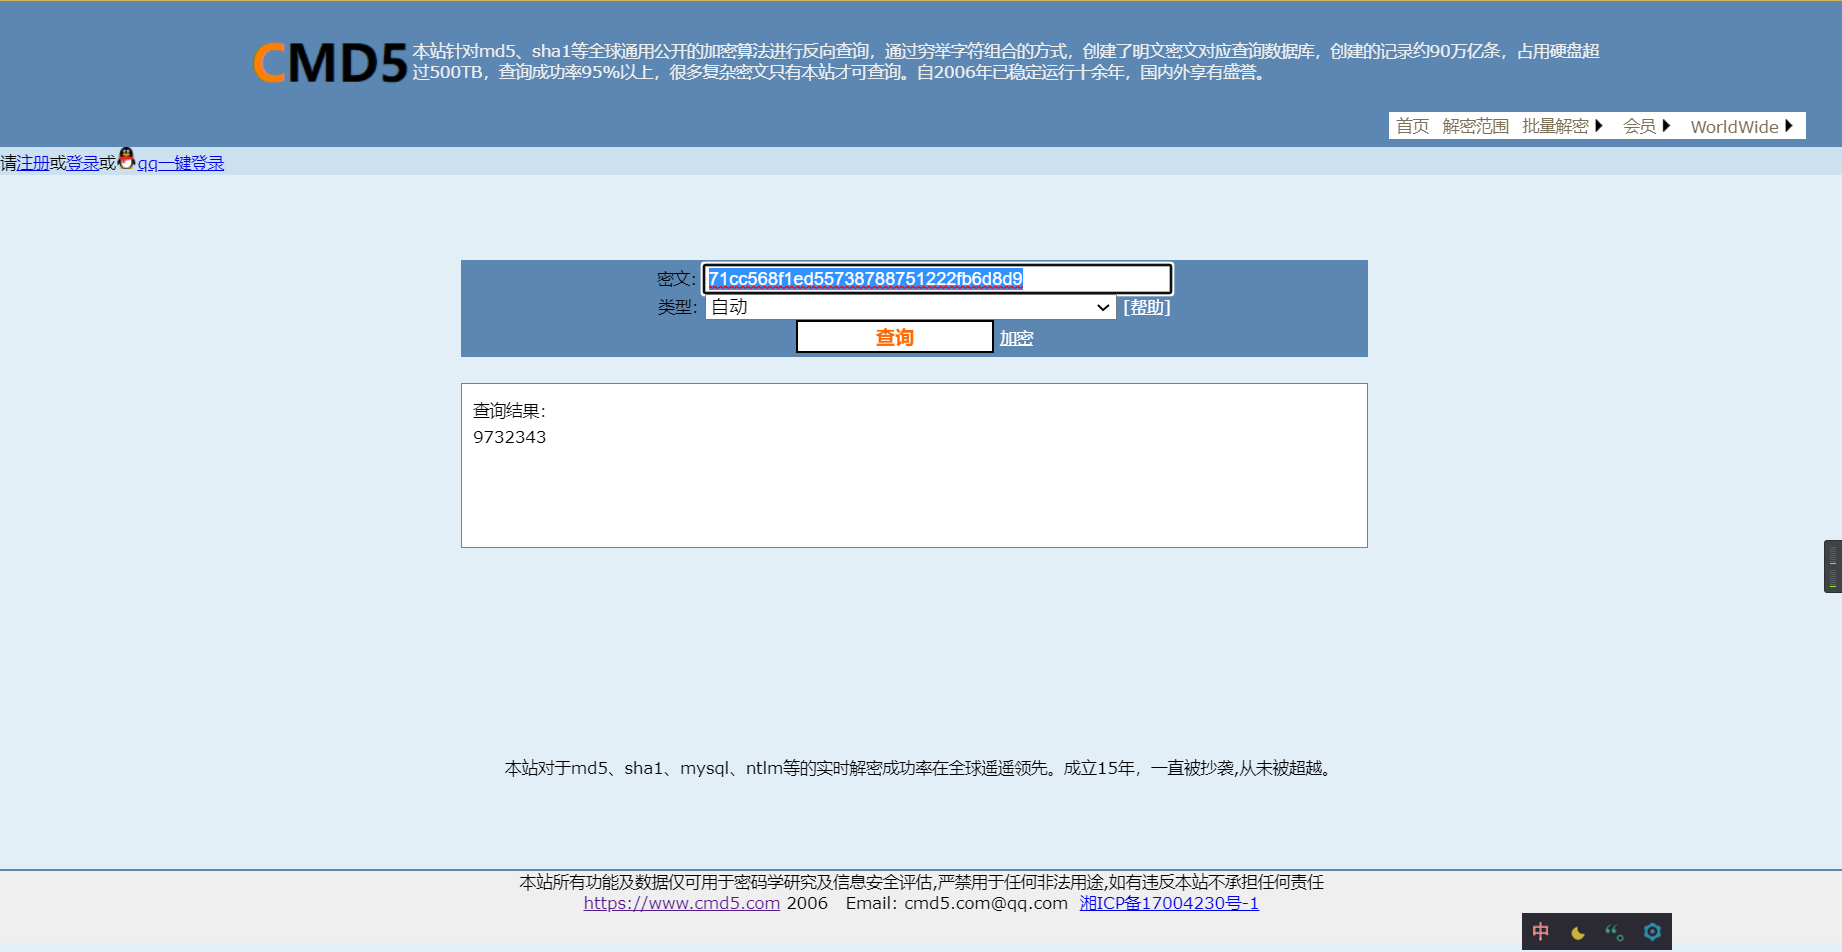 CMD5
本站针对md5、sha1等全球通用公开的加密算法进行反向查询，通过穷举字符组合的方式，创建了明文密文对应查询数据库，创建的记录约90万亿条，占用硬盘超
过500TB，查询成功率95%以上，很多复杂密文只有本站才可查询。自2006年已稳定运行十余年，国内外享有盛誉。
首页 解密范围 批量解密 会员 WorldWide
请注册或登录或qq一键登录
密文: 71cc568f1ed55738788751222fb6d8d9
类型: 自动 [帮助]
查询 加密
查询结果:
9732343
本站对于md5、sha1、mysql、ntlm等的实时解密成功率在全球遥遥领先。成立15年，一直被抄袭,从未被超越。
本站所有功能及数据仅可用于密码学研究及信息安全评估,严禁用于任何非法用途,如有违反本站不承担任何责任
https://www.cmd5.com 2006 Email: cmd5.com@qq.com 湘ICP备17004230号-1
中